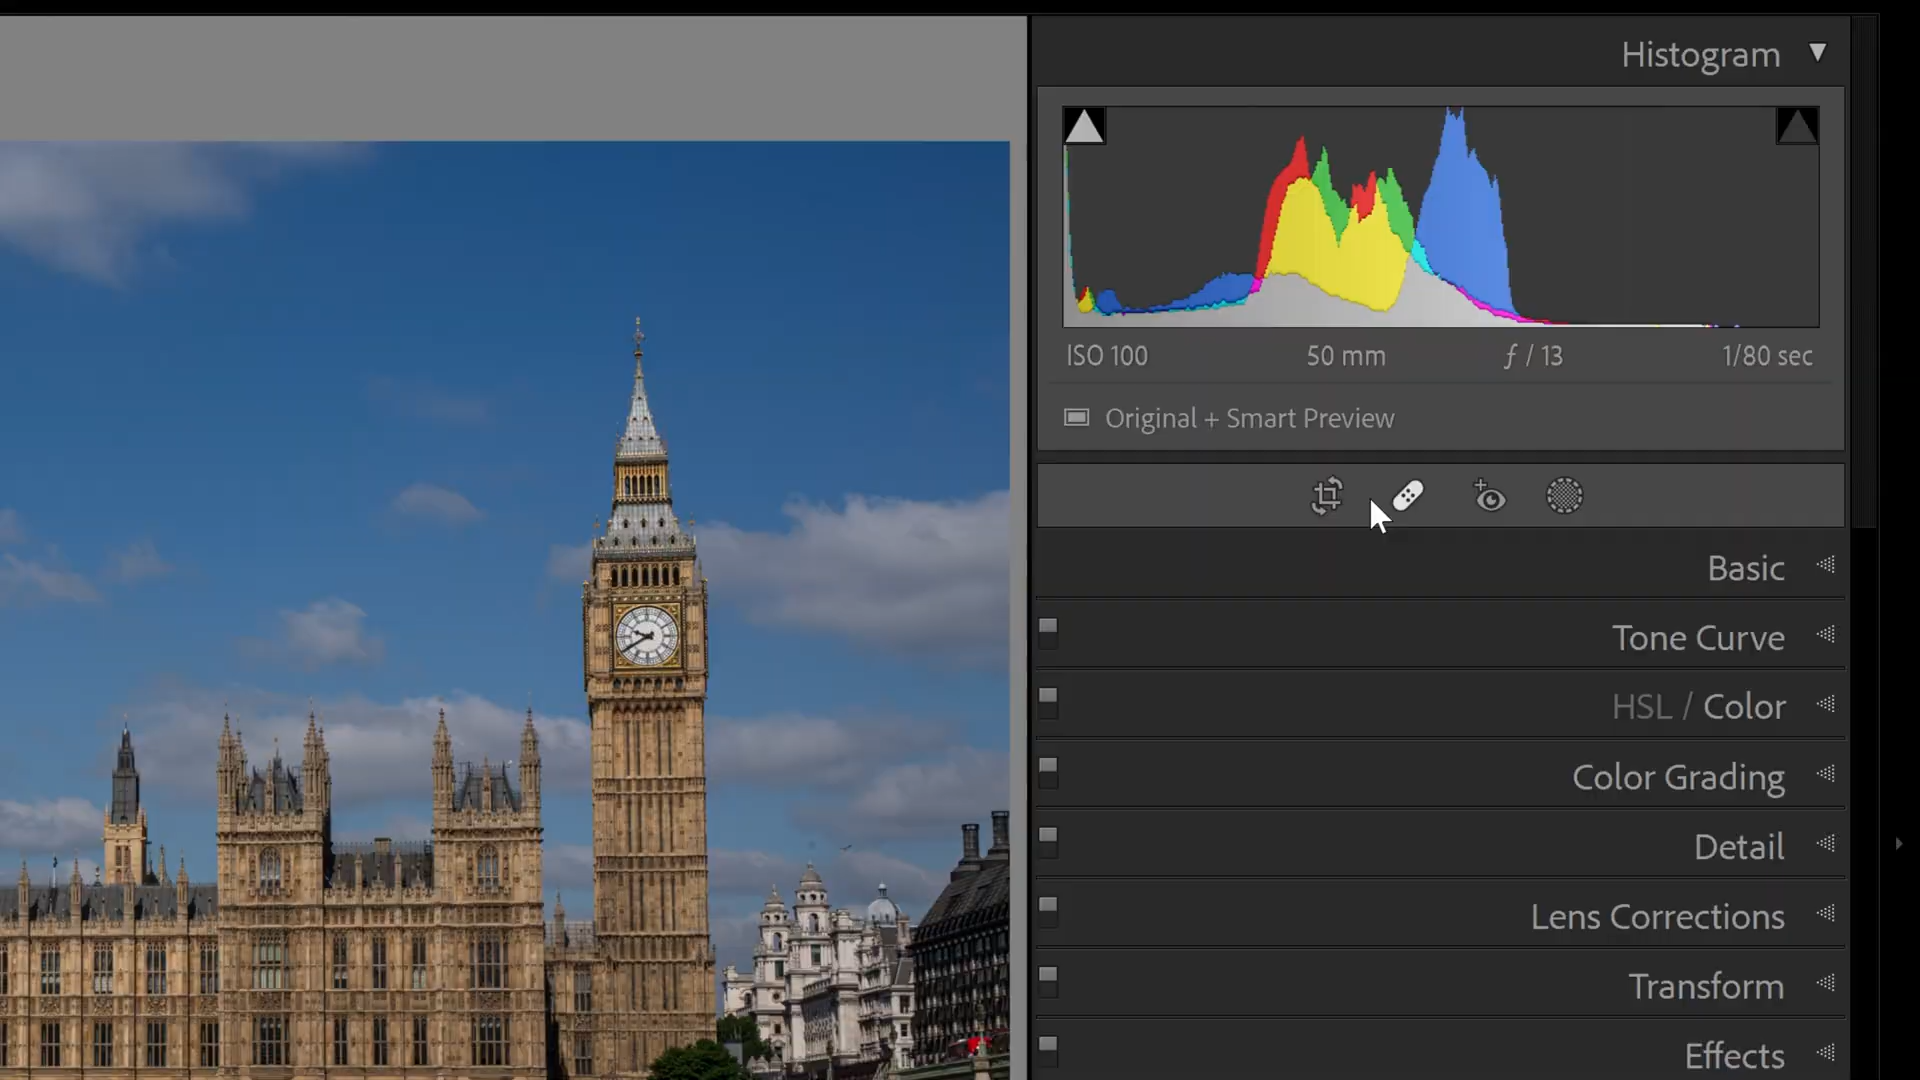 Histogram
ISO 100 50 mm ƒ / 13 1/80 sec
Original + Smart Preview
Basic
Tone Curve
HSL / Color
Color Grading
Detail
Lens Corrections
Transform
Effects